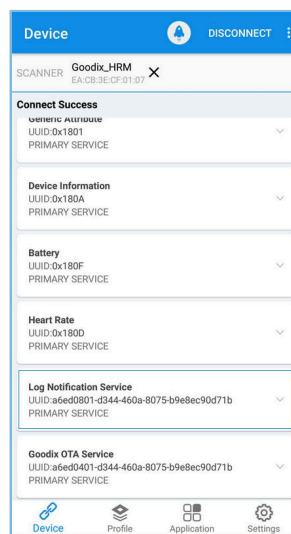 Device
DISCONNECT
SCANNER
Goodix_HRM
EA:CB:3E:CF:01:07
Connect Success
Generic Attribute
UUID:0x1801
PRIMARY SERVICE
Device Information
UUID:0x180A
PRIMARY SERVICE
Battery
UUID:0x180F
PRIMARY SERVICE
Heart Rate
UUID:0x180D
PRIMARY SERVICE
Log Notification Service
UUID:a6ed0801-d344-460a-8075-b9e8ec90d71b
PRIMARY SERVICE
Goodix OTA Service
UUID:a6ed0401-d344-460a-8075-b9e8ec90d71b
PRIMARY SERVICE
Device
Profile
Application
Settings